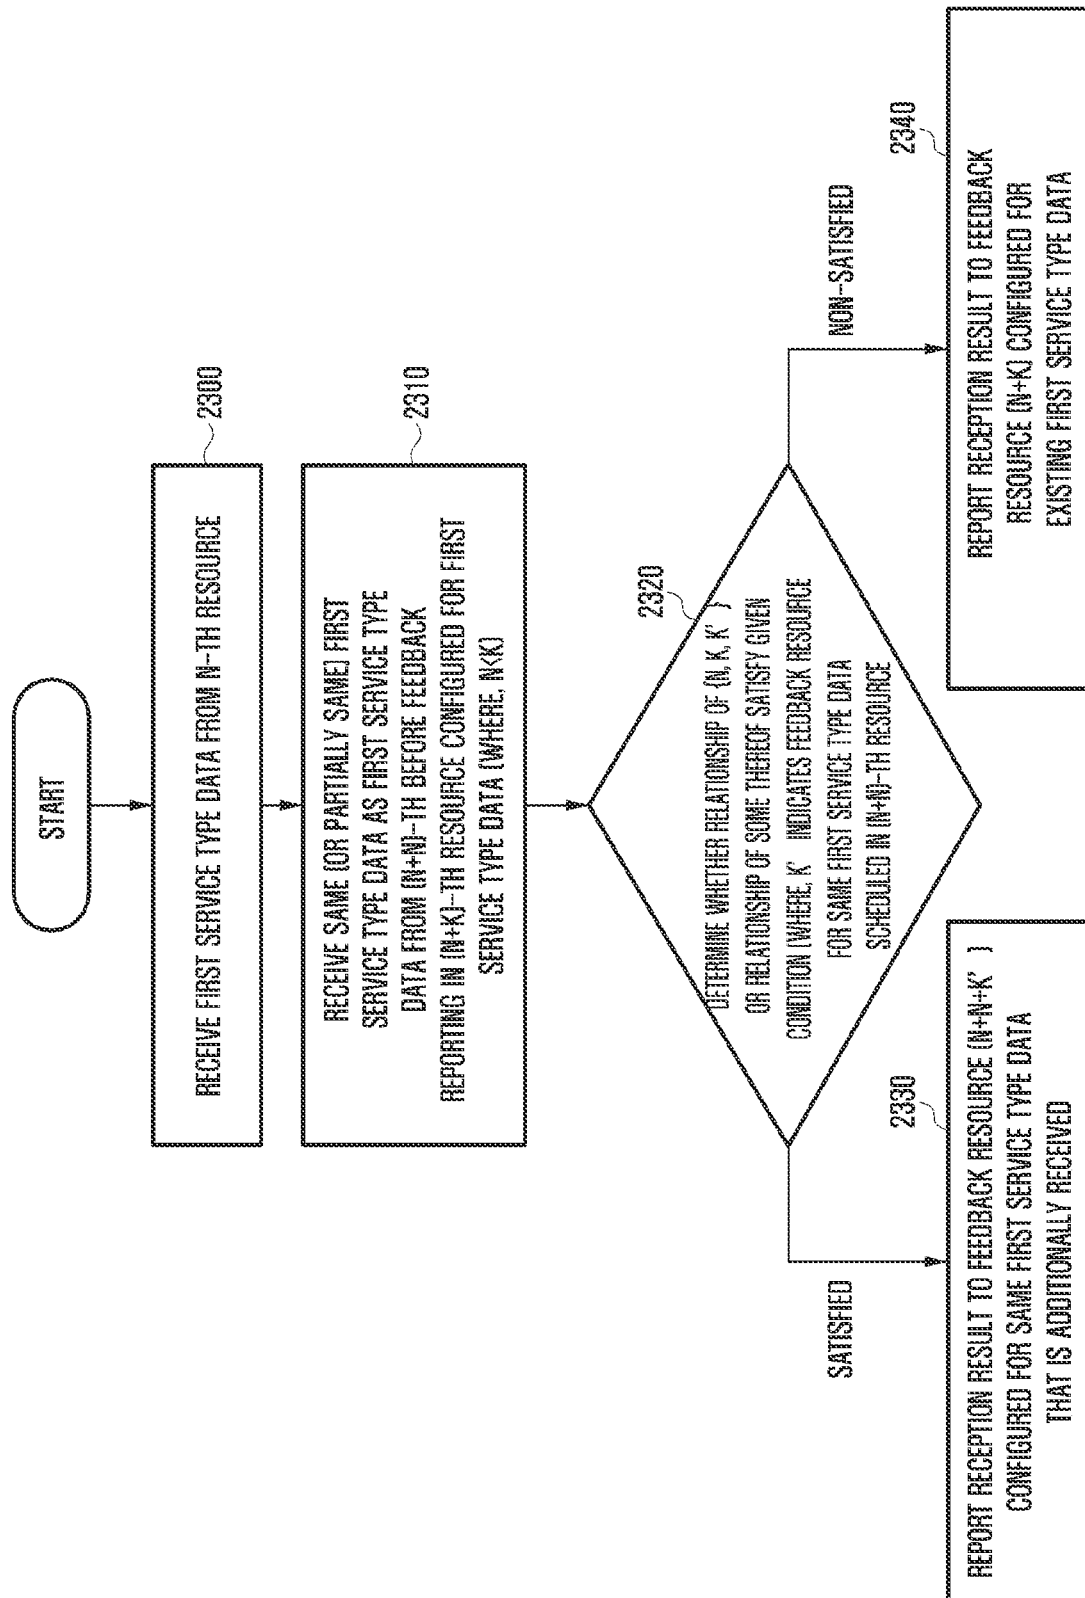 START
2300
RECEIVE FIRST SERVICE TYPE DATA FROM N-TH RESOURCE
2310
RECEIVE SAME (OR PARTIALLY SAME) FIRST
SERVICE TYPE DATA AS FIRST SERVICE TYPE
DATA FROM (N+N)-TH BEFORE FEEDBACK
REPORTING IN (N+K)-TH RESOURCE CONFIGURED FOR FIRST
SERVICE TYPE DATA (WHERE, N<K)
2320
DETERMINE WHETHER RELATIONSHIP OF {N, K, K' }
OR RELATIONSHIP OF SOME THEREOF SATISFY GIVEN
CONDITION (WHERE, K' INDICATES FEEDBACK RESOURCE
FOR SAME FIRST SERVICE TYPE DATA
SCHEDULED IN (N+N)-TH RESOURCE
SATISFIED
NON-SATISFIED
2330
REPORT RECEPTION RESULT TO FEEDBACK RESOURCE (N+N+K' )
CONFIGURED FOR SAME FIRST SERVICE TYPE DATA
THAT IS ADDITIONALLY RECEIVED
2340
REPORT RECEPTION RESULT TO FEEDBACK
RESOURCE (N+K) CONFIGURED FOR
EXISTING FIRST SERVICE TYPE DATA